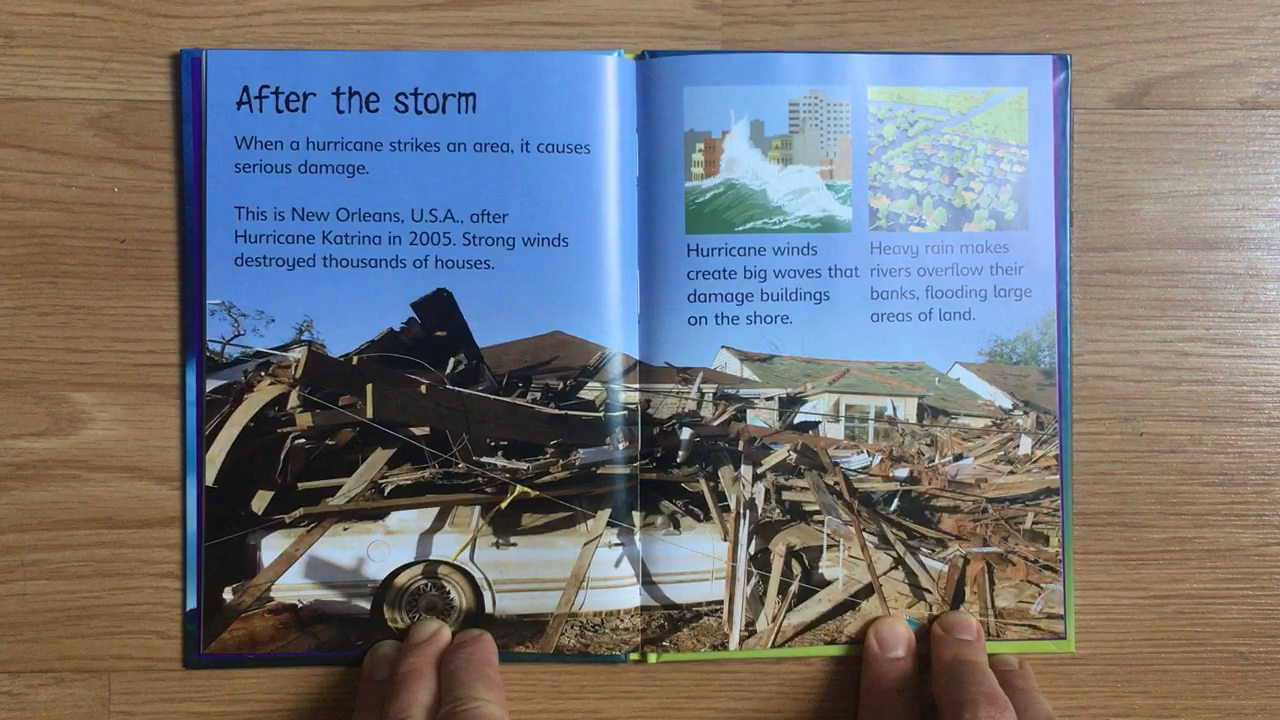 After the storm
When a hurricane strikes an area, it causes
serious damage.
This is New Orleans, U.S.A., after
Hurricane Katrina in 2005. Strong winds
destroyed thousands of houses.
Hurricane winds
create big waves that
damage buildings
on the shore.
Heavy rain makes
rivers overflow their
banks, flooding large
areas of land.